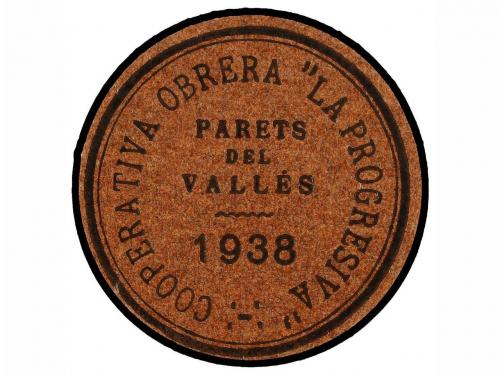 COOPERATIVA OBRERA "LA PROGRESIVA"
PARETS
DEL
VALLÉS
1938